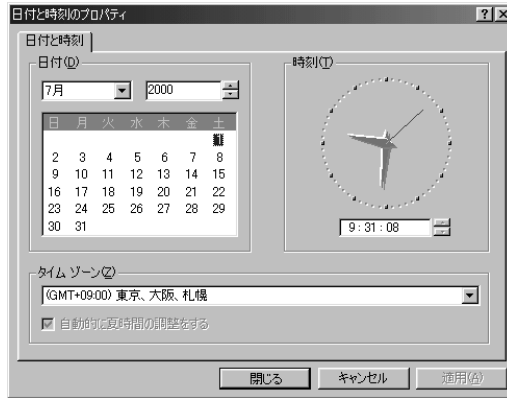 日付と時刻のプロパティ
日付と時刻
日付(D)
7月 2000
日 月 火 水 木 金 土
1
2 3 4 5 6 7 8
9 10 11 12 13 14 15
16 17 18 19 20 21 22
23 24 25 26 27 28 29
30 31
時刻(T)
9:31:08
タイム ゾーン(Z)
(GMT+09:00) 東京、大阪、札幌
自動的に夏時間の調整をする
閉じる キャンセル 適用(A)